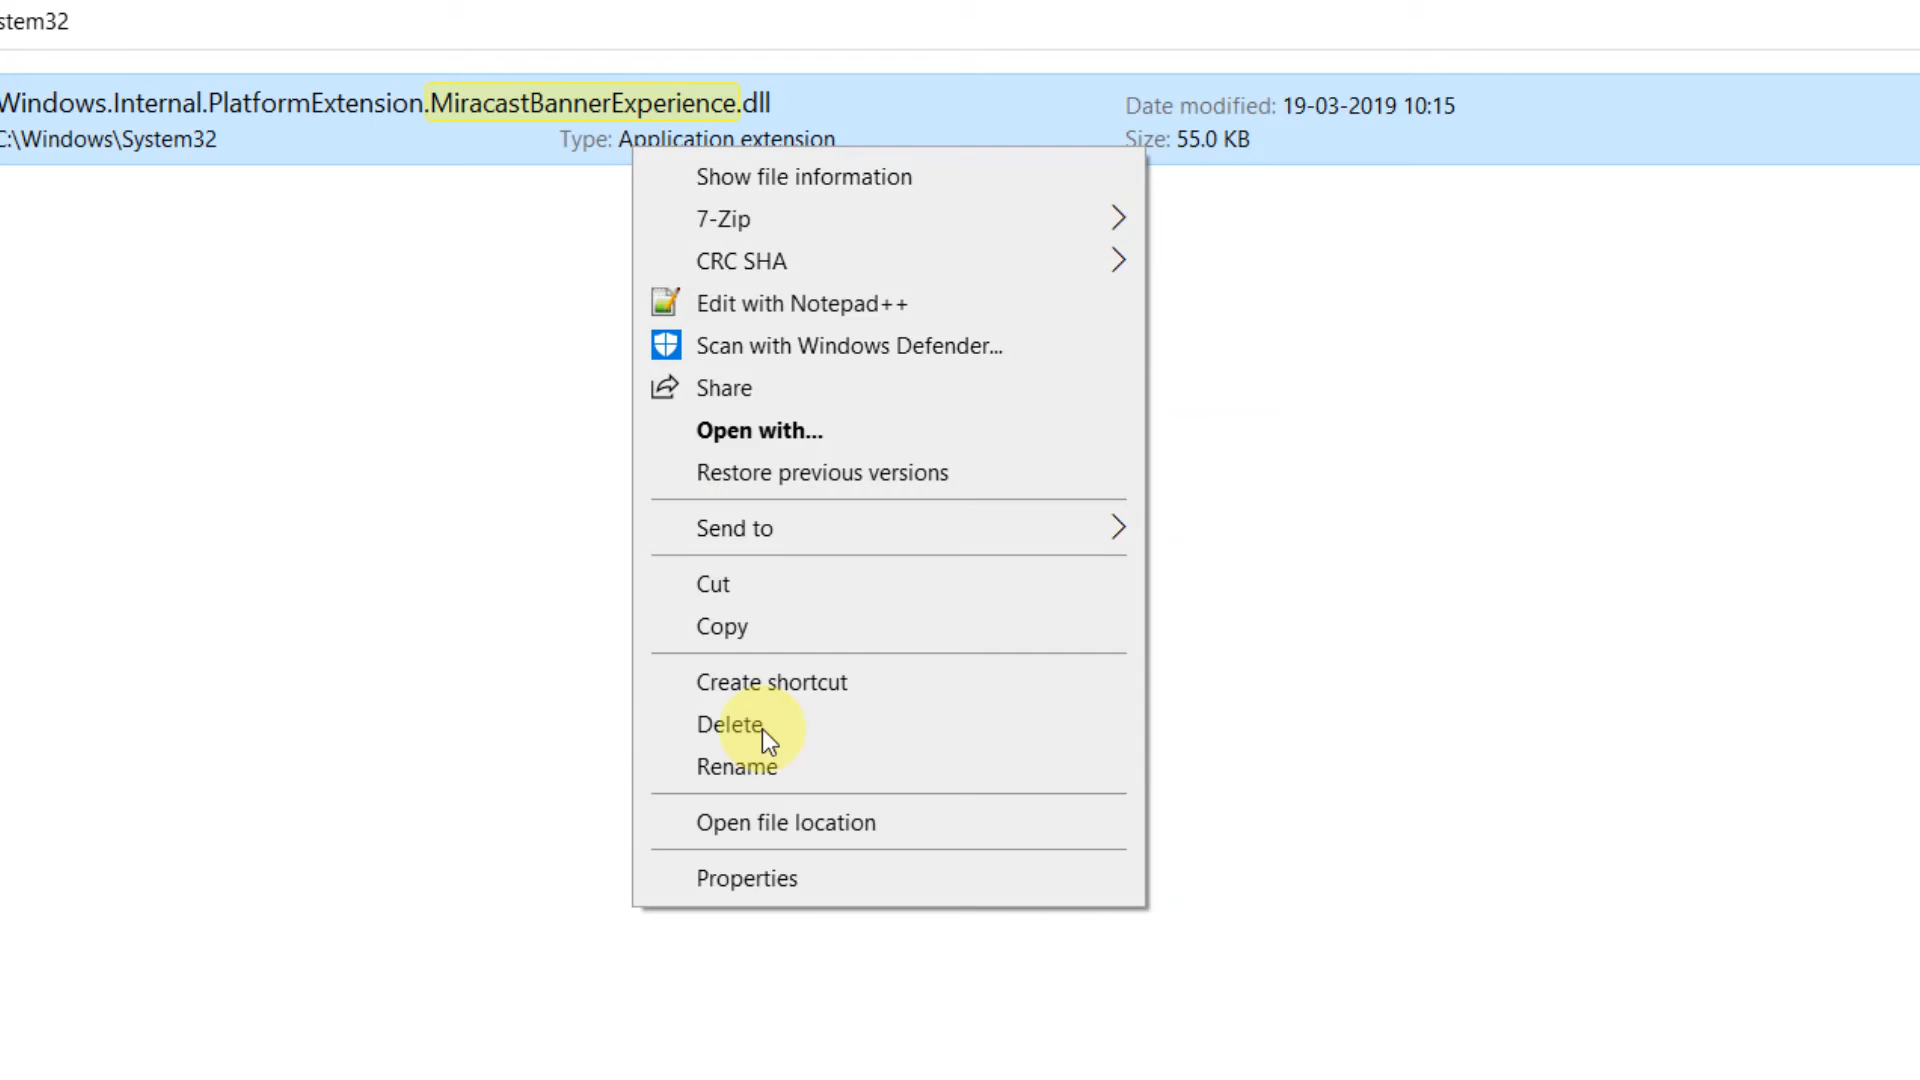 stem32
Windows.Internal.PlatformExtension.MiracastBannerExperience.dll
Date modified: 19-03-2019 10:15
C:\Windows\System32
Type: Application extension
Size: 55.0 KB
Show file information
7-Zip
CRC SHA
Edit with Notepad++
Scan with Windows Defender...
Share
Open with...
Restore previous versions
Send to
Cut
Copy
Create shortcut
Delete
Rename
Open file location
Properties